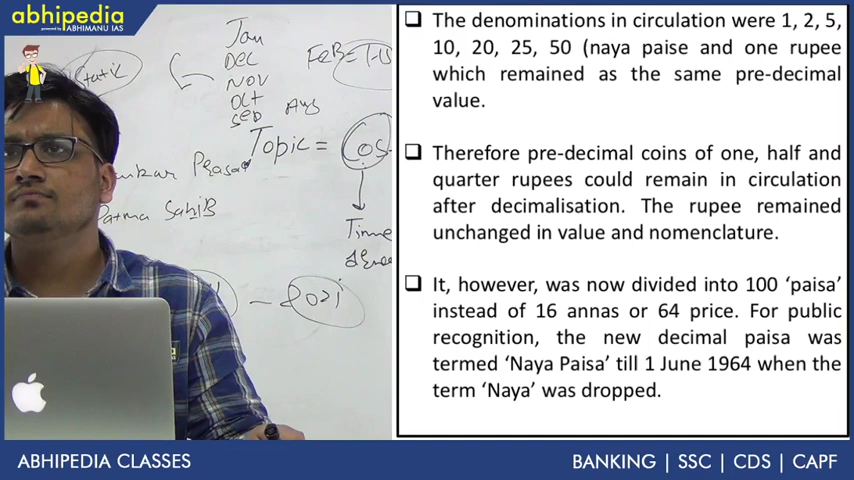 abhipedia
powered by ABHIMANU IAS
Static
Jan
DEC
NOV
Oct
Sep
Aug
FEB =
Topic = Cos
Prasad
Patma SahiB
Time
- 2021
❑ The denominations in circulation were 1, 2, 5,
10, 20, 25, 50 (naya paise and one rupee
which remained as the same pre-decimal
value.
❑ Therefore pre-decimal coins of one, half and
quarter rupees could remain in circulation
after decimalisation. The rupee remained
unchanged in value and nomenclature.
❑ It, however, was now divided into 100 ‘paisa’
instead of 16 annas or 64 price. For public
recognition, the new decimal paisa was
termed ‘Naya Paisa’ till 1 June 1964 when the
term ‘Naya’ was dropped.
ABHIPEDIA CLASSES
BANKING | SSC | CDS | CAPF